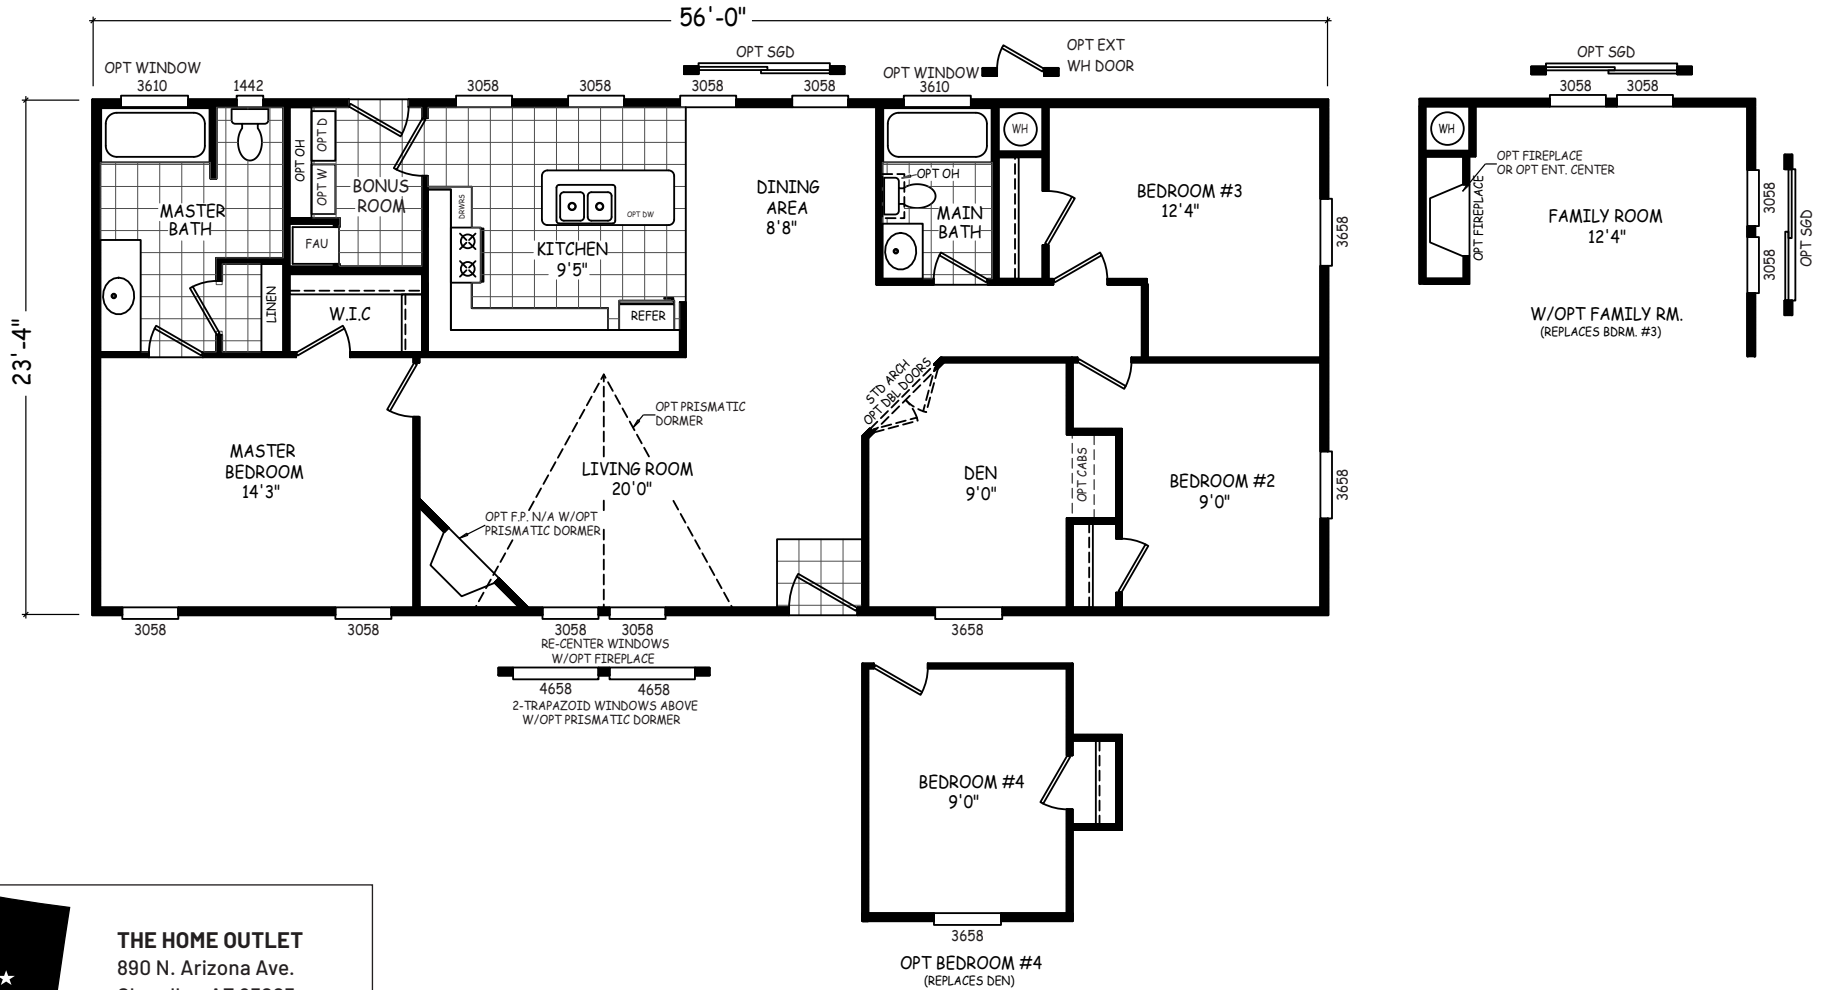 56'-0"
OPT SGD
OPT EXT
WH DOOR
OPT SGD
OPT WINDOW
OPT WINDOW
3610
1442
3058
3058
3058
3058
3610
3058
3058
23'-4"
OPT OH
OPT D
OPT W
BONUS
ROOM
FAU
MASTER
BATH
LINEN
W.I.C
DRWRS
OPT DW
KITCHEN
9'5"
REFER
DINING
AREA
8'8"
OPT OH
MAIN
BATH
WH
BEDROOM #3
12'4"
3658
WH
OPT FIREPLACE
OR OPT ENT. CENTER
OPT FIREPLACE
FAMILY ROOM
12'4"
3058
3058
OPT SGD
W/OPT FAMILY RM.
(REPLACES BDRM. #3)
MASTER
BEDROOM
14'3"
OPT PRISMATIC
DORMER
LIVING ROOM
20'0"
OPT F.P. N/A W/OPT
PRISMATIC DORMER
STD ARCH
OPT DBL DOORS
DEN
9'0"
OPT CABS
BEDROOM #2
9'0"
3658
3058
3058
3058
3058
3658
RE-CENTER WINDOWS
W/OPT FIREPLACE
4658
4658
2-TRAPAZOID WINDOWS ABOVE
W/OPT PRISMATIC DORMER
BEDROOM #4
9'0"
3658
OPT BEDROOM #4
(REPLACES DEN)
THE HOME OUTLET
890 N. Arizona Ave.